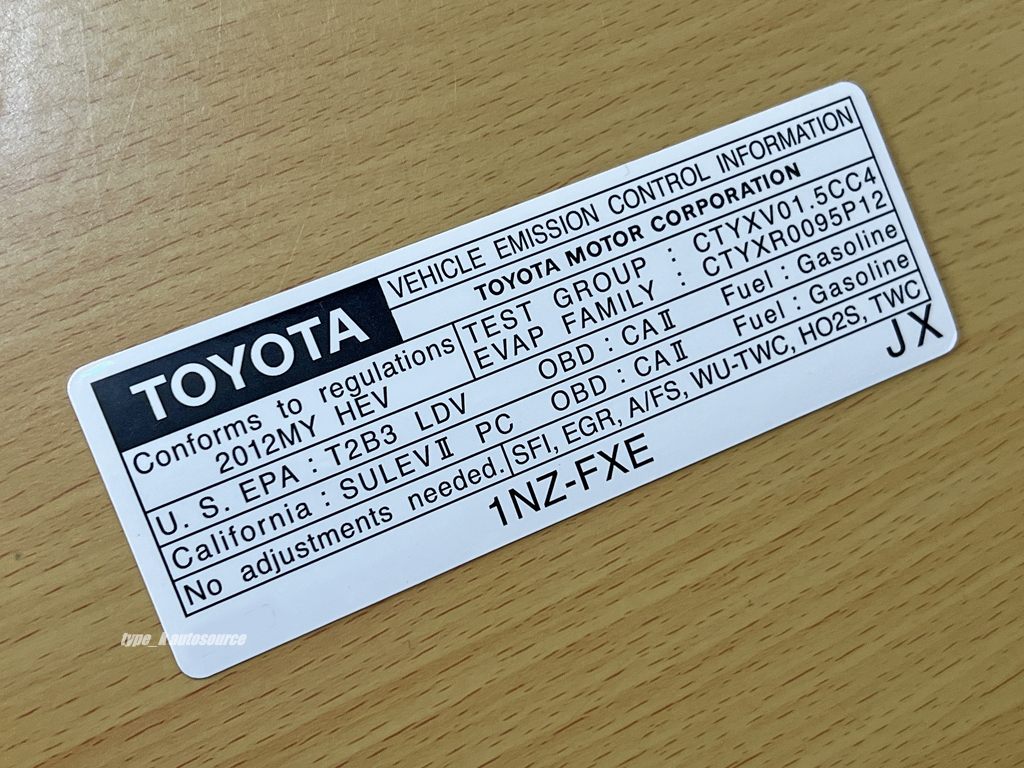 TOYOTA
VEHICLE EMISSION CONTROL INFORMATION
TOYOTA MOTOR CORPORATION
Conforms to regulations
2012MY HEV
TEST GROUP : CTYXV01.5CC4
EVAP FAMILY : CTYXR0095P12
U. S. EPA : T2B3 LDV OBD : CAⅡ Fuel : Gasoline
California : SULEVⅡ PC OBD : CAⅡ Fuel : Gasoline
No adjustments needed. SFI, EGR, A/FS, WU-TWC, HO2S, TWC
1NZ-FXE JX
type_R autosource